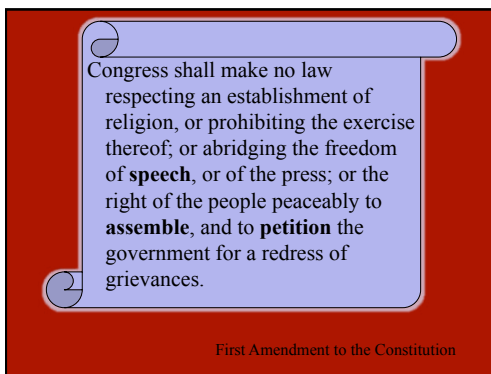 Congress shall make no law
respecting an establishment of
religion, or prohibiting the exercise
thereof; or abridging the freedom
of speech, or of the press; or the
right of the people peaceably to
assemble, and to petition the
government for a redress of
grievances.
First Amendment to the Constitution